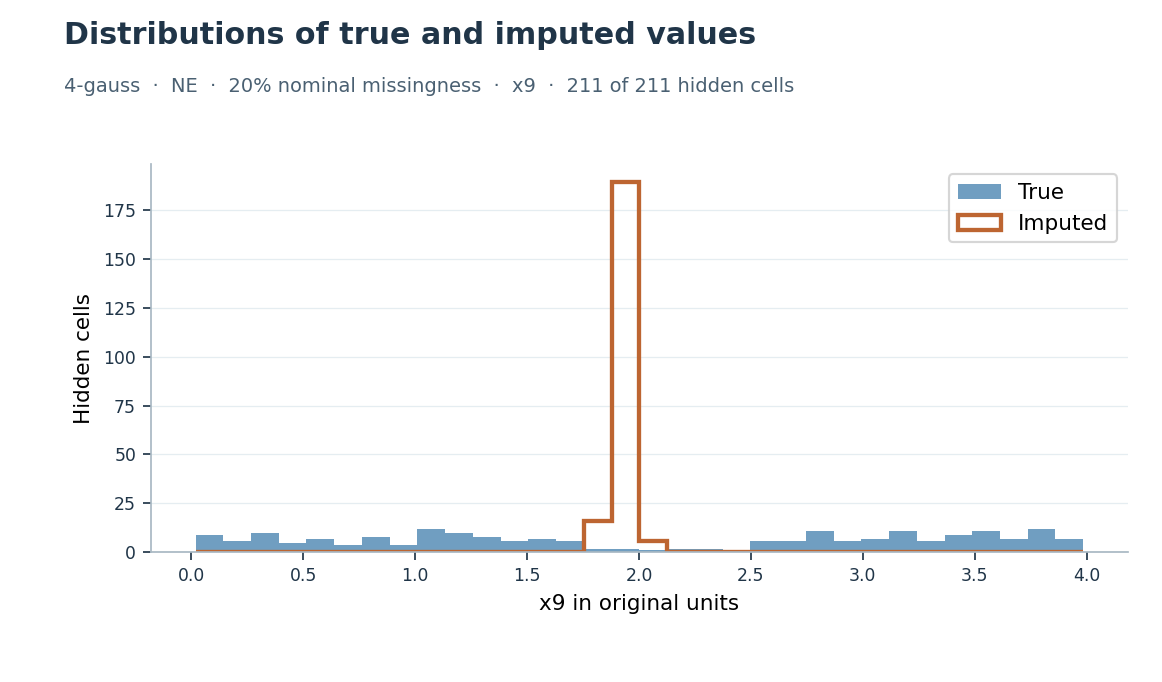 Distributions of true and imputed values
4-gauss · NE · 20% nominal missingness · x9 · 211 of 211 hidden cells
True
Imputed
Hidden cells
175
150
125
100
75
50
25
0
0.0 0.5 1.0 1.5 2.0 2.5 3.0 3.5 4.0
x9 in original units